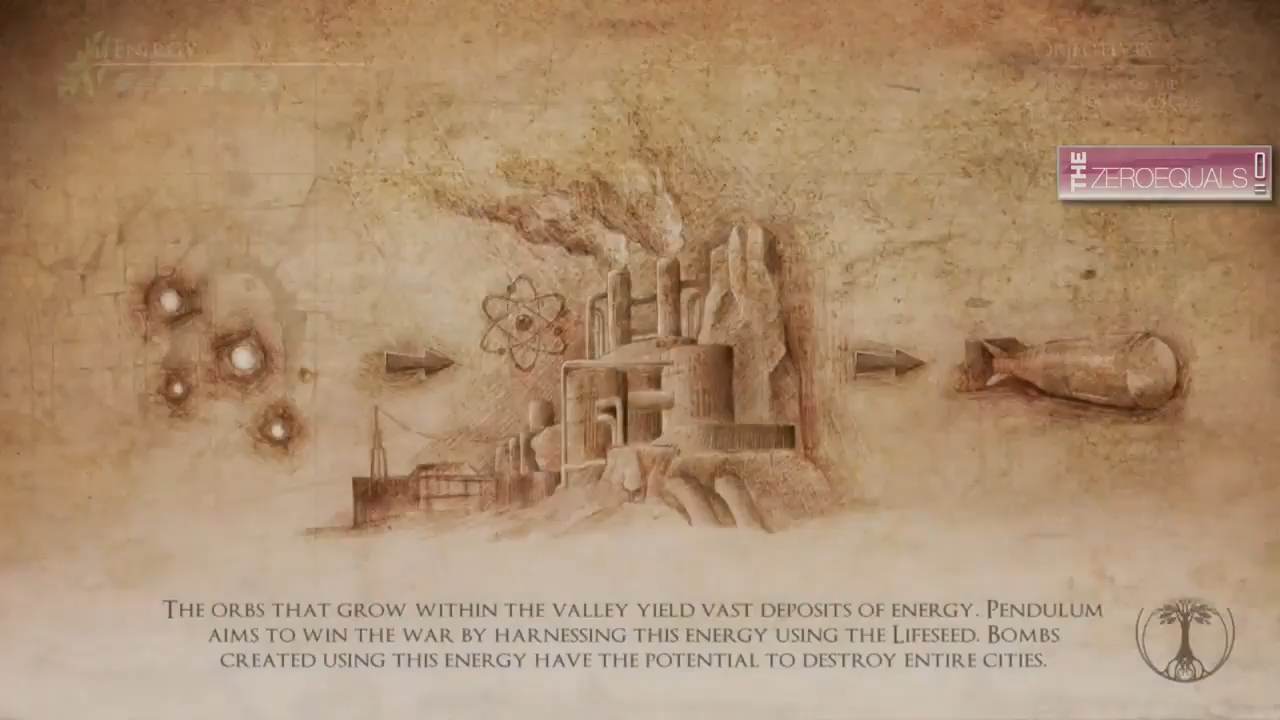 Energy
THE ZEROEQUALS
The orbs that grow within the valley yield vast deposits of energy. Pendulum
aims to win the war by harnessing this energy using the Lifeseed. Bombs
created using this energy have the potential to destroy entire cities.